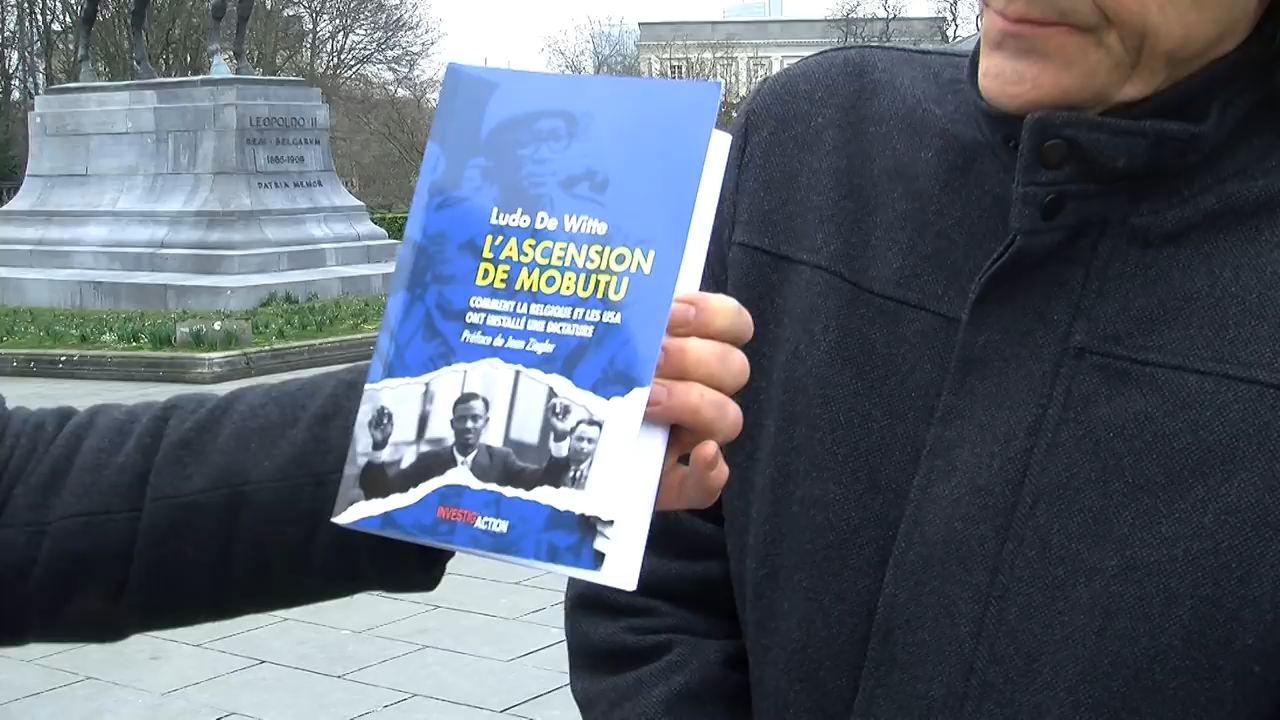 LEOPOLDO II
REGI · BELGARVM
1865-1909
PATRIA MEMOR
Ludo De Witte
L'ASCENSION
DE MOBUTU
COMMENT LA BELGIQUE ET LES USA
ONT INSTALLÉ UNE DICTATURE
Préface de Jean Ziegler
INVESTIG'ACTION